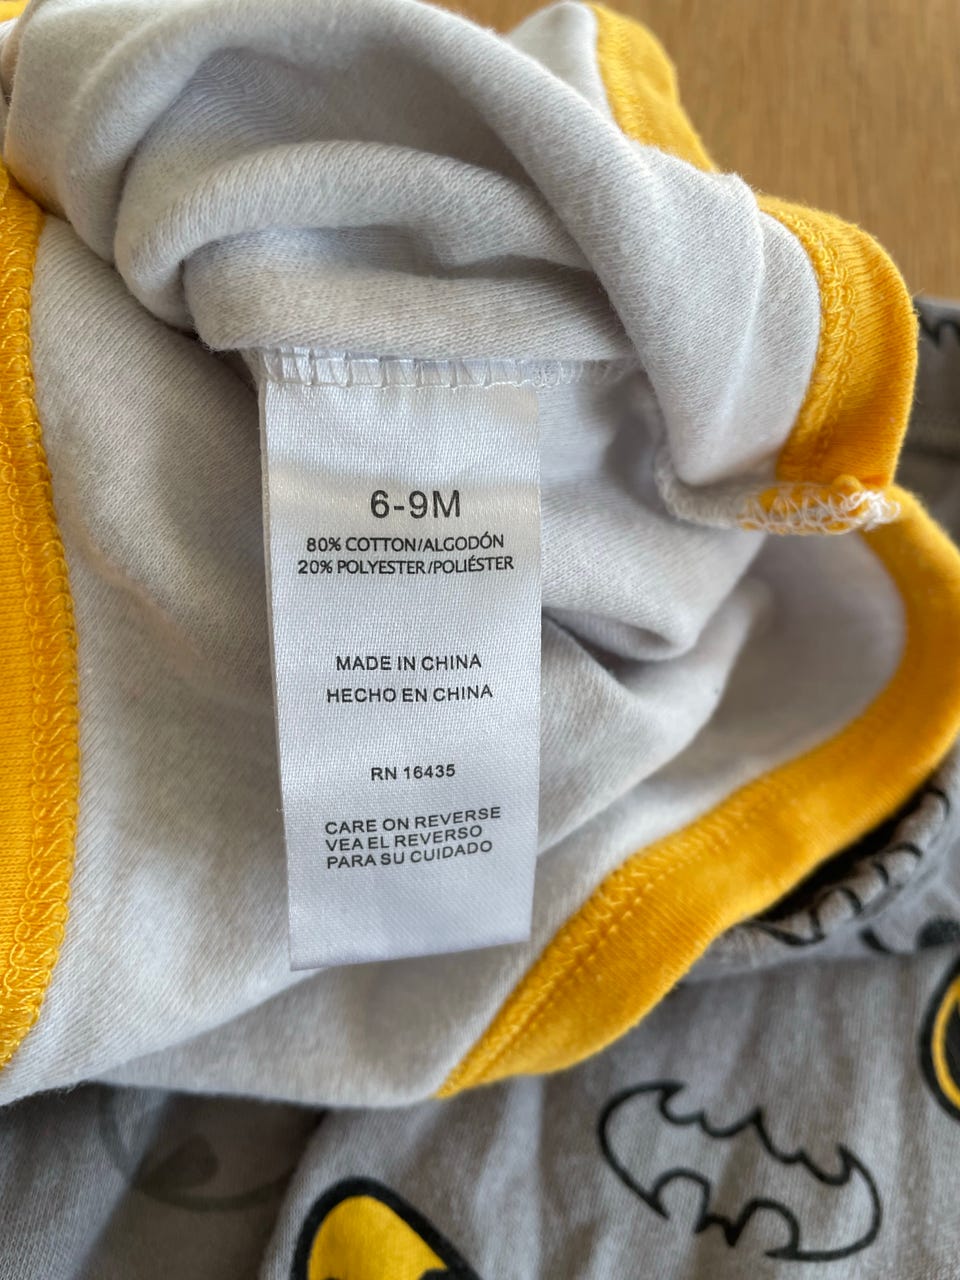 6-9M
80% COTTON/ALGODÓN
20% POLYESTER/POLIÉSTER
MADE IN CHINA
HECHO EN CHINA
RN 16435
CARE ON REVERSE
VEA EL REVERSO
PARA SU CUIDADO